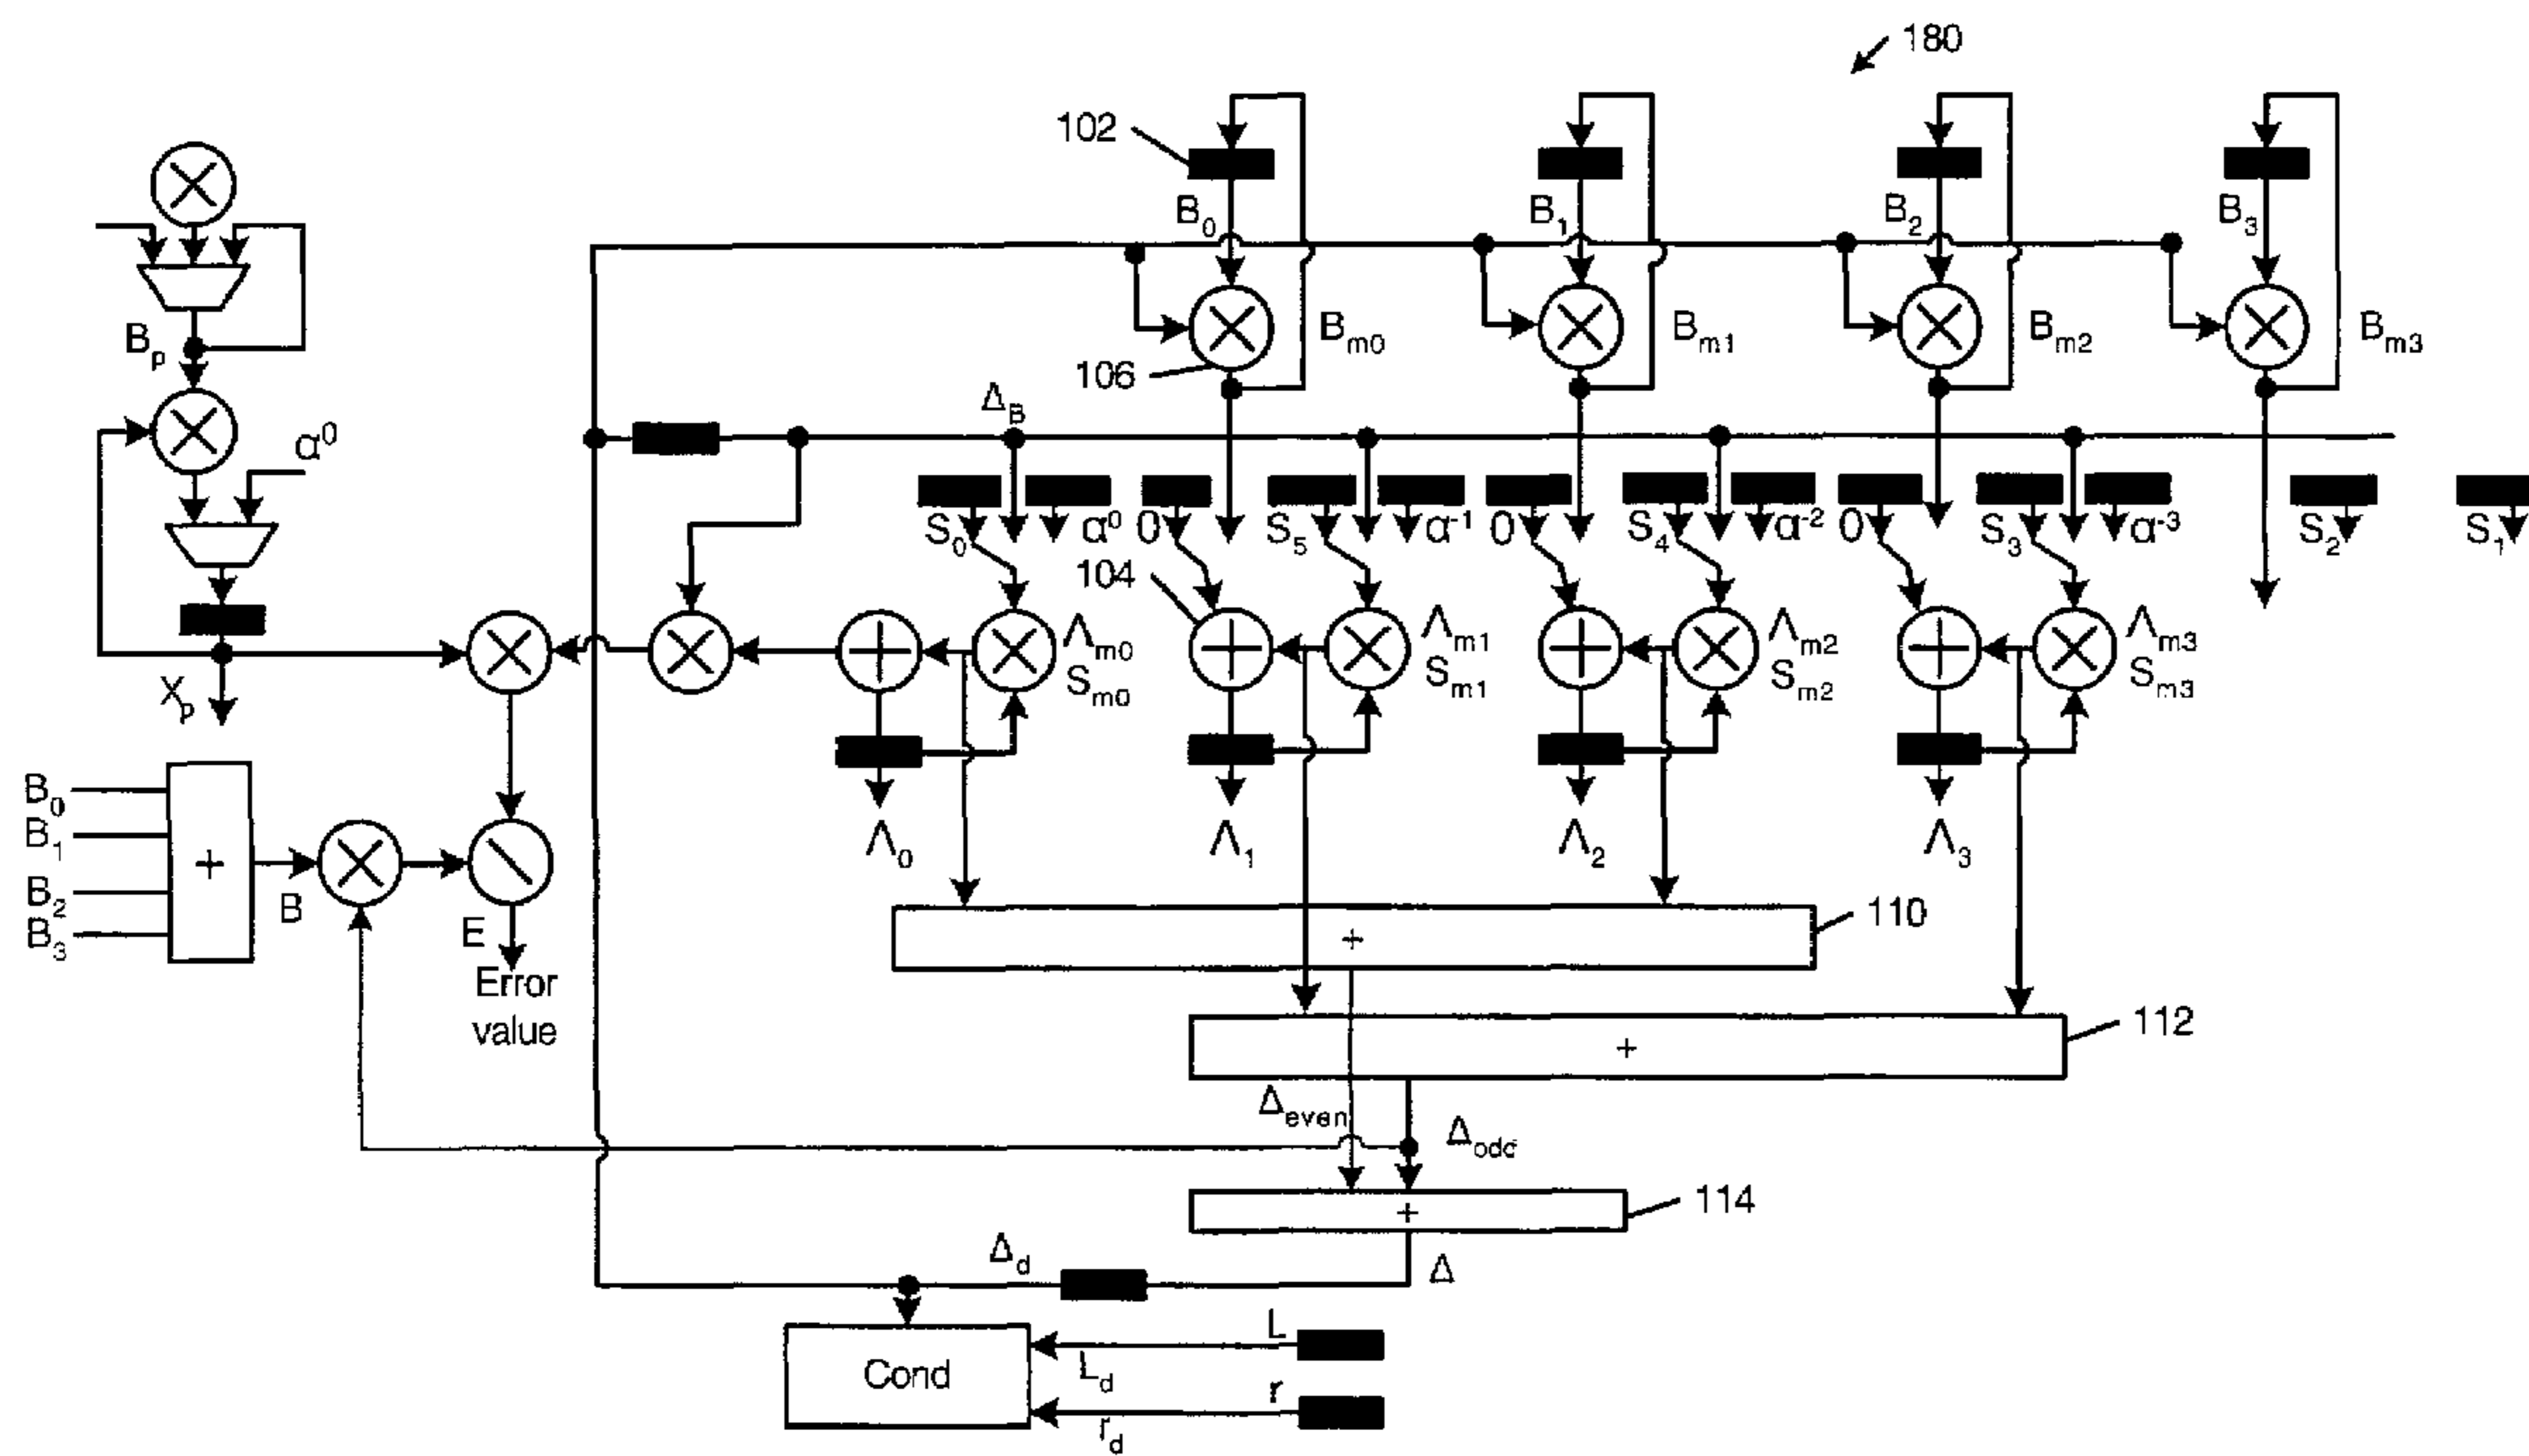 180
102
B₀ B₁ B₂ B₃
Bₘ₀ Bₘ₁ Bₘ₂ Bₘ₃
106
Bₚ
α⁰
Δ_B
S₀ α⁰ 0 S₅ α⁻¹ 0 S₄ α⁻² 0 S₃ α⁻³ S₂ S₁
104
Λₘ₀ Λₘ₁ Λₘ₂ Λₘ₃
Sₘ₀ Sₘ₁ Sₘ₂ Sₘ₃
Xₚ
B₀
B₁
B₂
B₃
+
B
Λ₀ Λ₁ Λ₂ Λ₃
E
Error
value
+
110
+
112
Δeven
Δodd
+
114
Δd
Δ
Cond
L
Ld
r
rd